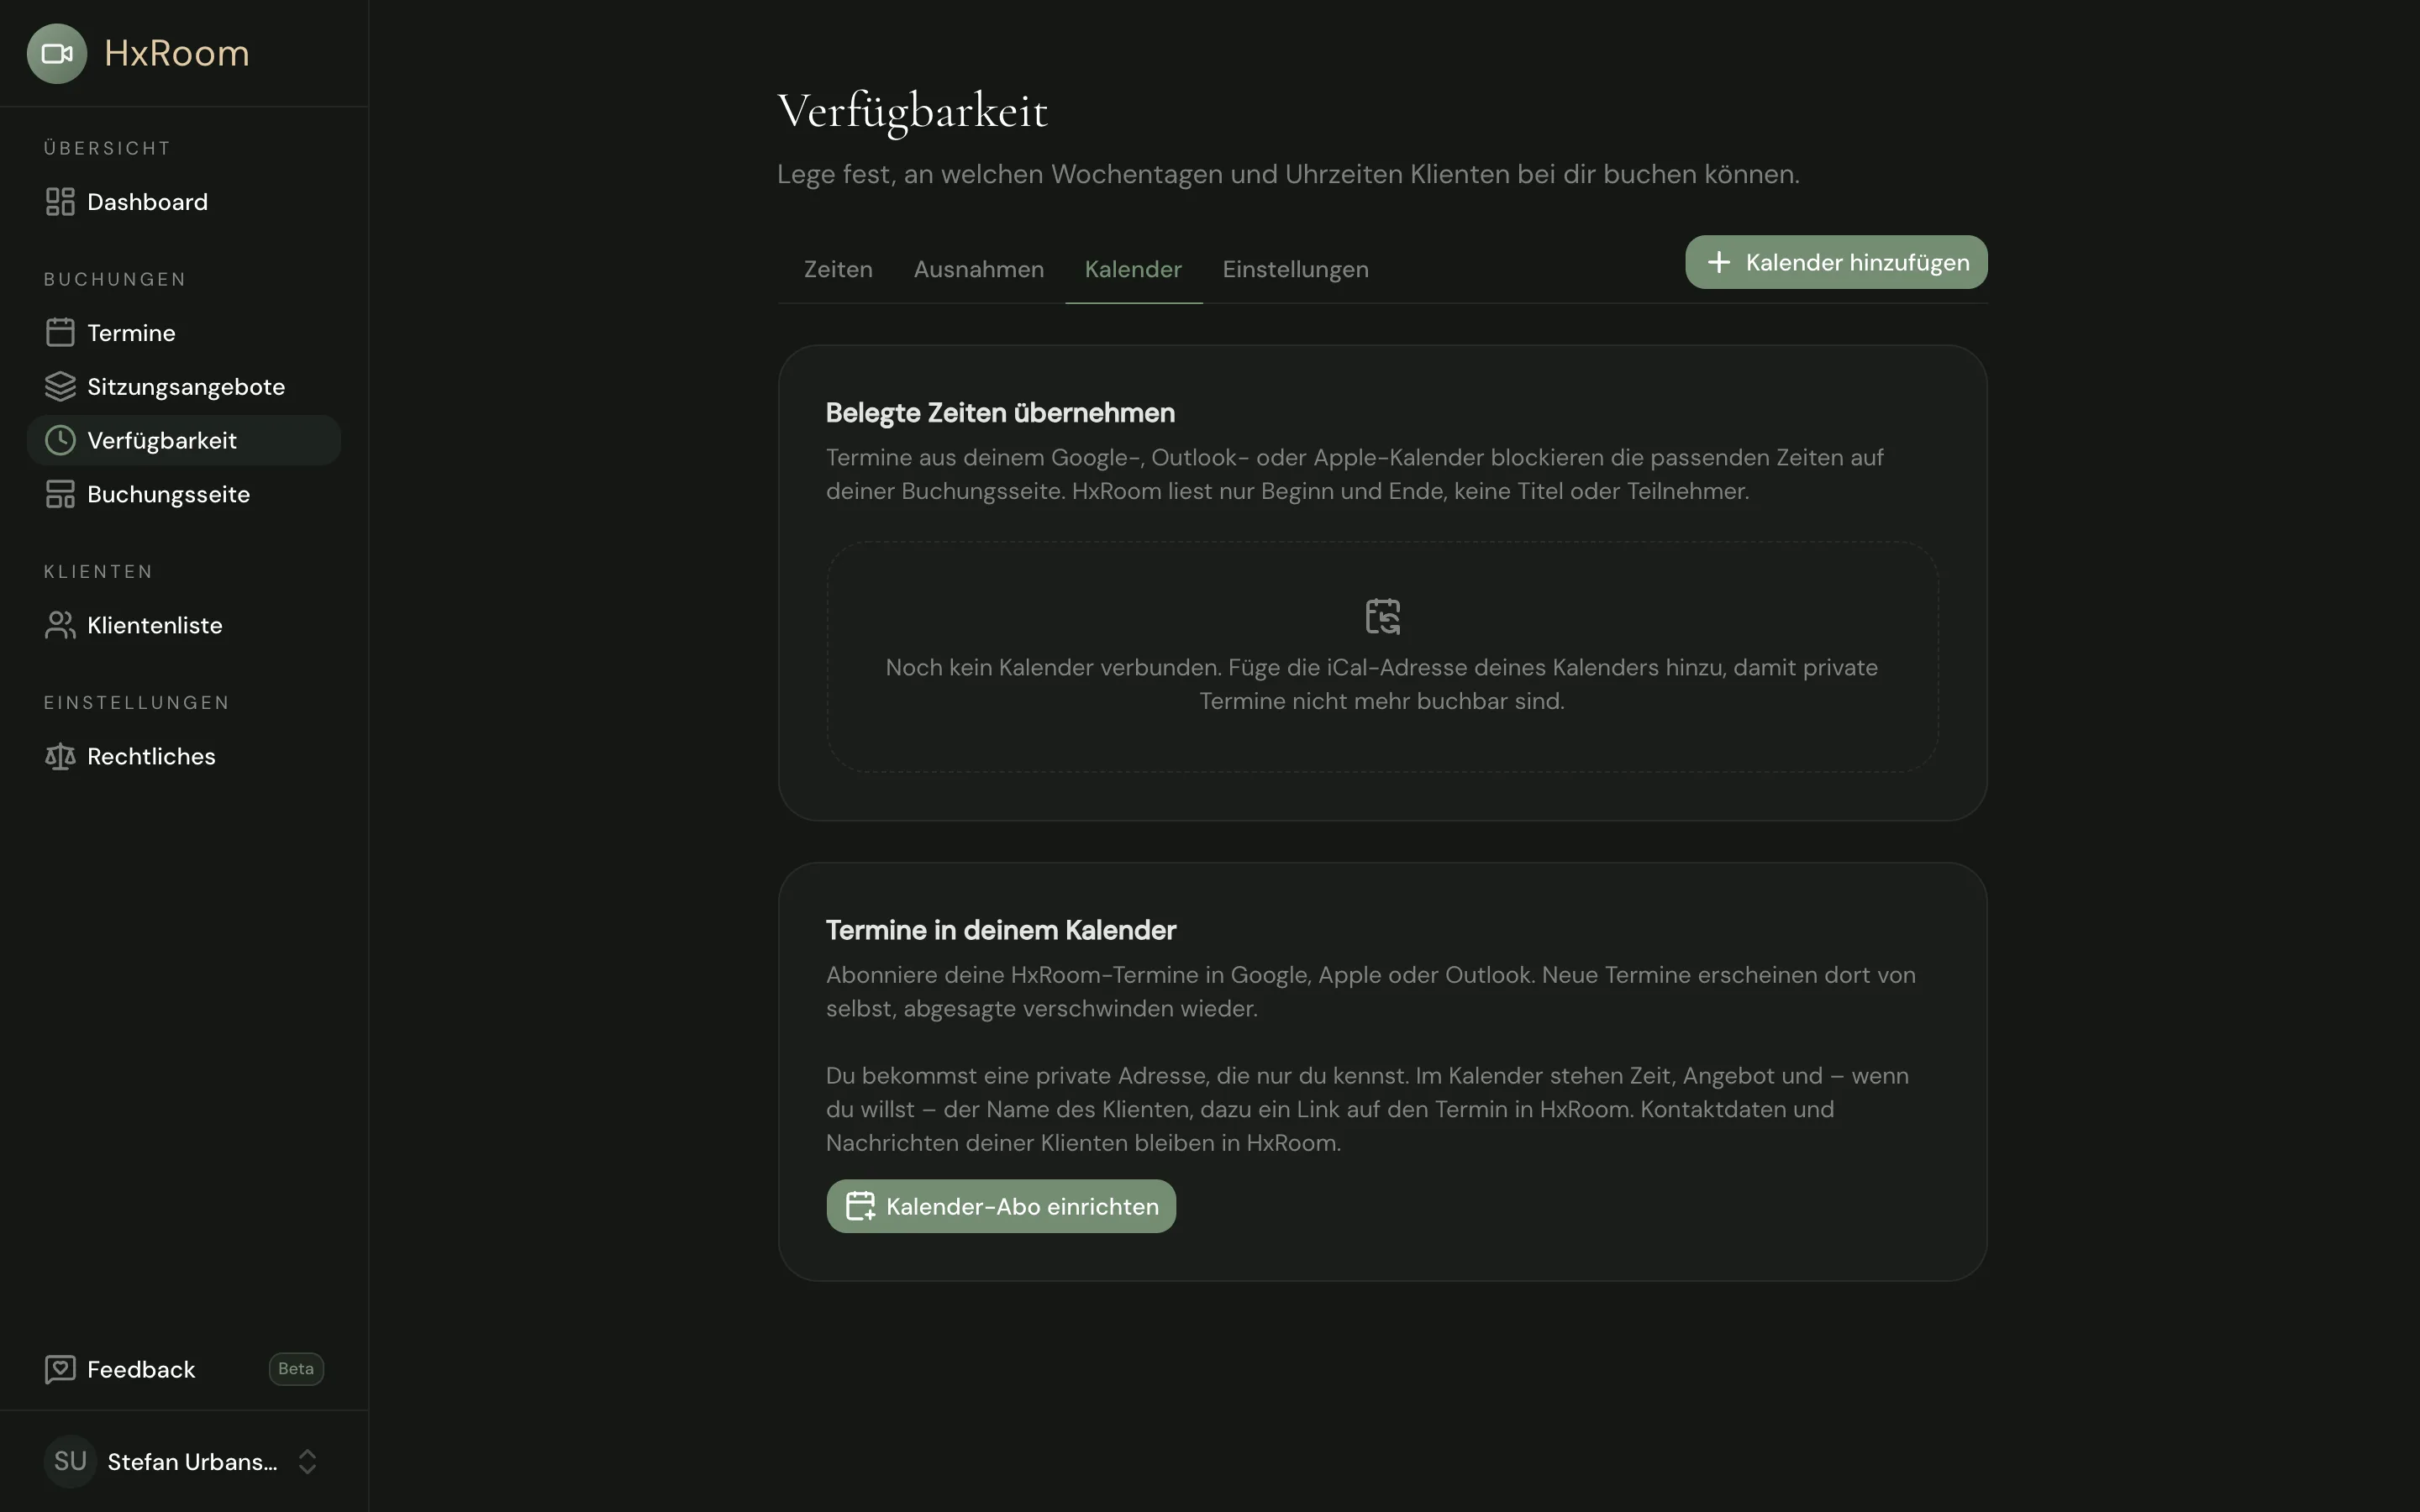 HxRoom
ÜBERSICHT
Dashboard
BUCHUNGEN
Termine
Sitzungsangebote
Verfügbarkeit
Buchungsseite
KLIENTEN
Klientenliste
EINSTELLUNGEN
Rechtliches
Feedback
Beta
SU
Stefan Urbans...
Verfügbarkeit
Lege fest, an welchen Wochentagen und Uhrzeiten Klienten bei dir buchen können.
Zeiten
Ausnahmen
Kalender
Einstellungen
Kalender hinzufügen
Belegte Zeiten übernehmen
Termine aus deinem Google-, Outlook- oder Apple-Kalender blockieren die passenden Zeiten auf
deiner Buchungsseite. HxRoom liest nur Beginn und Ende, keine Titel oder Teilnehmer.
Noch kein Kalender verbunden. Füge die iCal-Adresse deines Kalenders hinzu, damit private
Termine nicht mehr buchbar sind.
Termine in deinem Kalender
Abonniere deine HxRoom-Termine in Google, Apple oder Outlook. Neue Termine erscheinen dort von
selbst, abgesagte verschwinden wieder.
Du bekommst eine private Adresse, die nur du kennst. Im Kalender stehen Zeit, Angebot und – wenn
du willst – der Name des Klienten, dazu ein Link auf den Termin in HxRoom. Kontaktdaten und
Nachrichten deiner Klienten bleiben in HxRoom.
Kalender-Abo einrichten